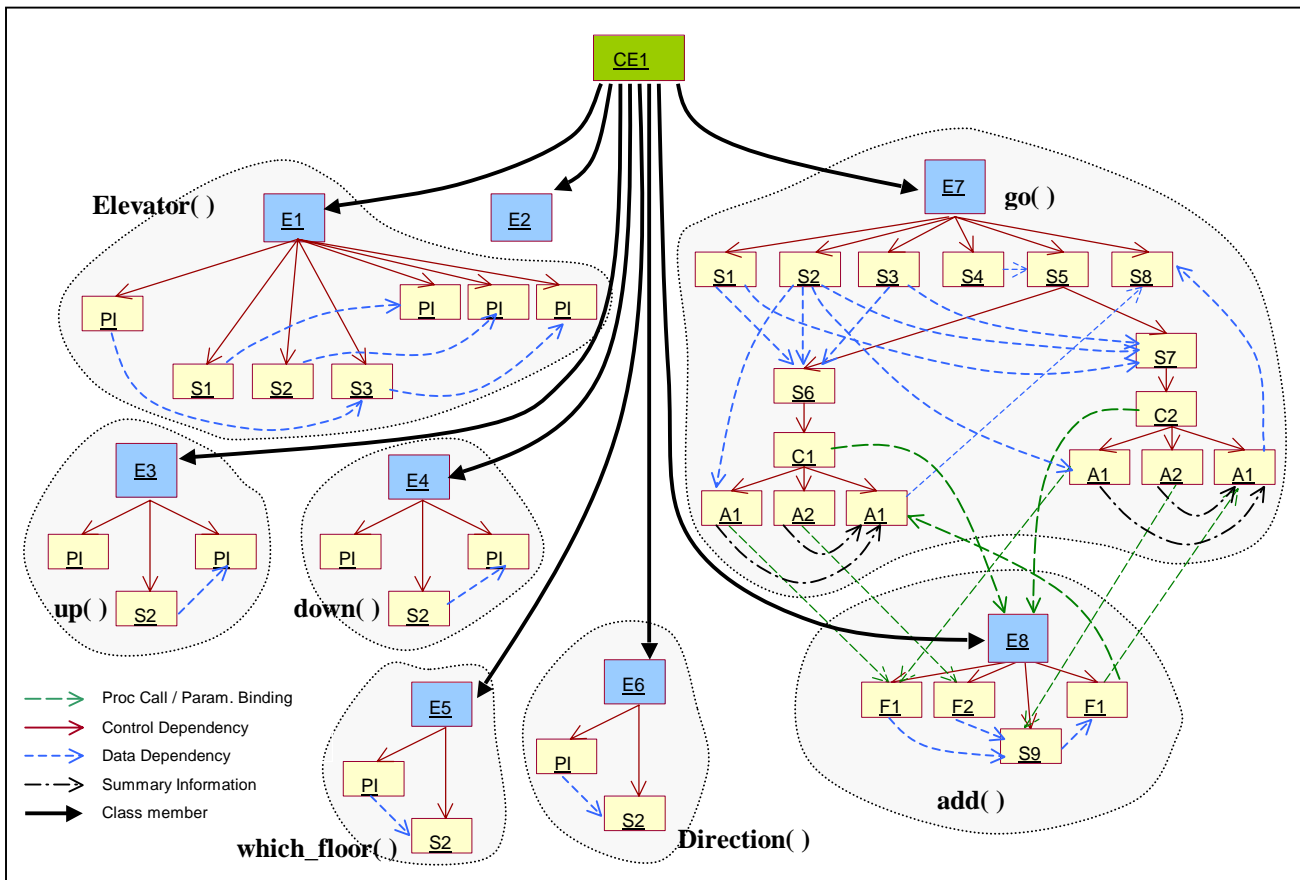 CE1
E7
Elevator( )
E1
E2
go( )
S1
S2
S3
S4
S5
S8
PI
PI
PI
PI
S7
S1
S2
S3
S6
C2
E3
E4
C1
A1
A2
A1
A1
A2
A1
PI
PI
PI
PI
up( )
S2
down( )
S2
E8
E6
Proc Call / Param. Binding
E5
F1
F2
F1
Control Dependency
Data Dependency
PI
S9
Summary Information
PI
add( )
Class member
S2
S2
Direction( )
which_floor( )